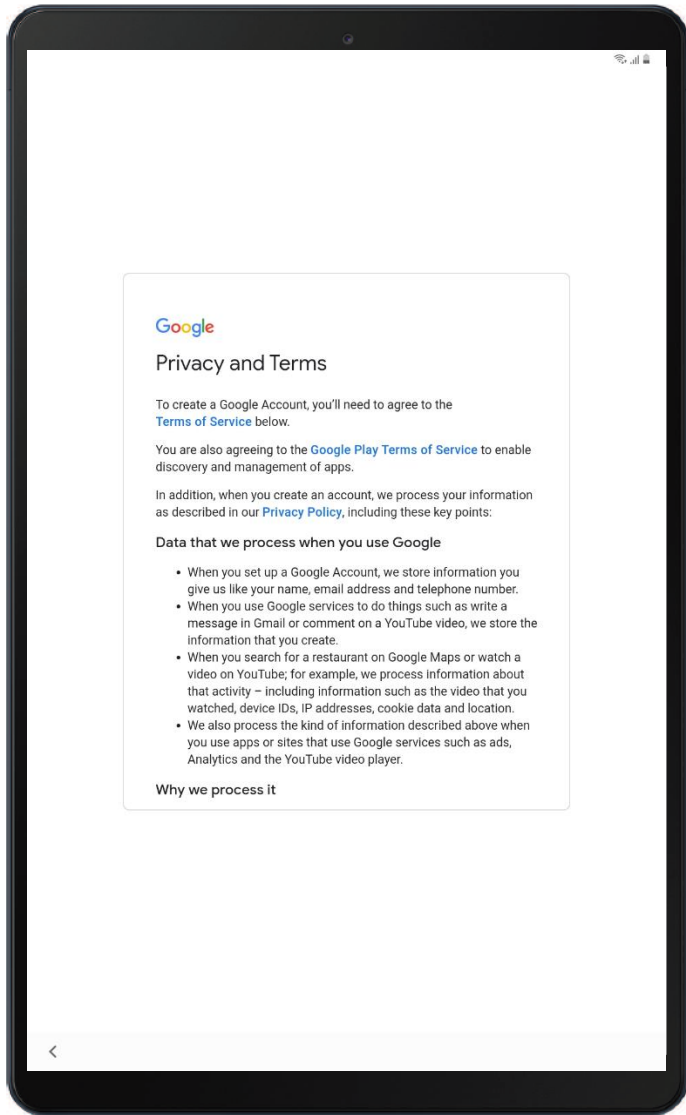 Google
Privacy and Terms
To create a Google Account, you'll need to agree to the
Terms of Service below.
You are also agreeing to the Google Play Terms of Service to enable
discovery and management of apps.
In addition, when you create an account, we process your information
as described in our Privacy Policy, including these key points:
Data that we process when you use Google
• When you set up a Google Account, we store information you
give us like your name, email address and telephone number.
• When you use Google services to do things such as write a
message in Gmail or comment on a YouTube video, we store the
information that you create.
• When you search for a restaurant on Google Maps or watch a
video on YouTube; for example, we process information about
that activity – including information such as the video that you
watched, device IDs, IP addresses, cookie data and location.
• We also process the kind of information described above when
you use apps or sites that use Google services such as ads,
Analytics and the YouTube video player.
Why we process it